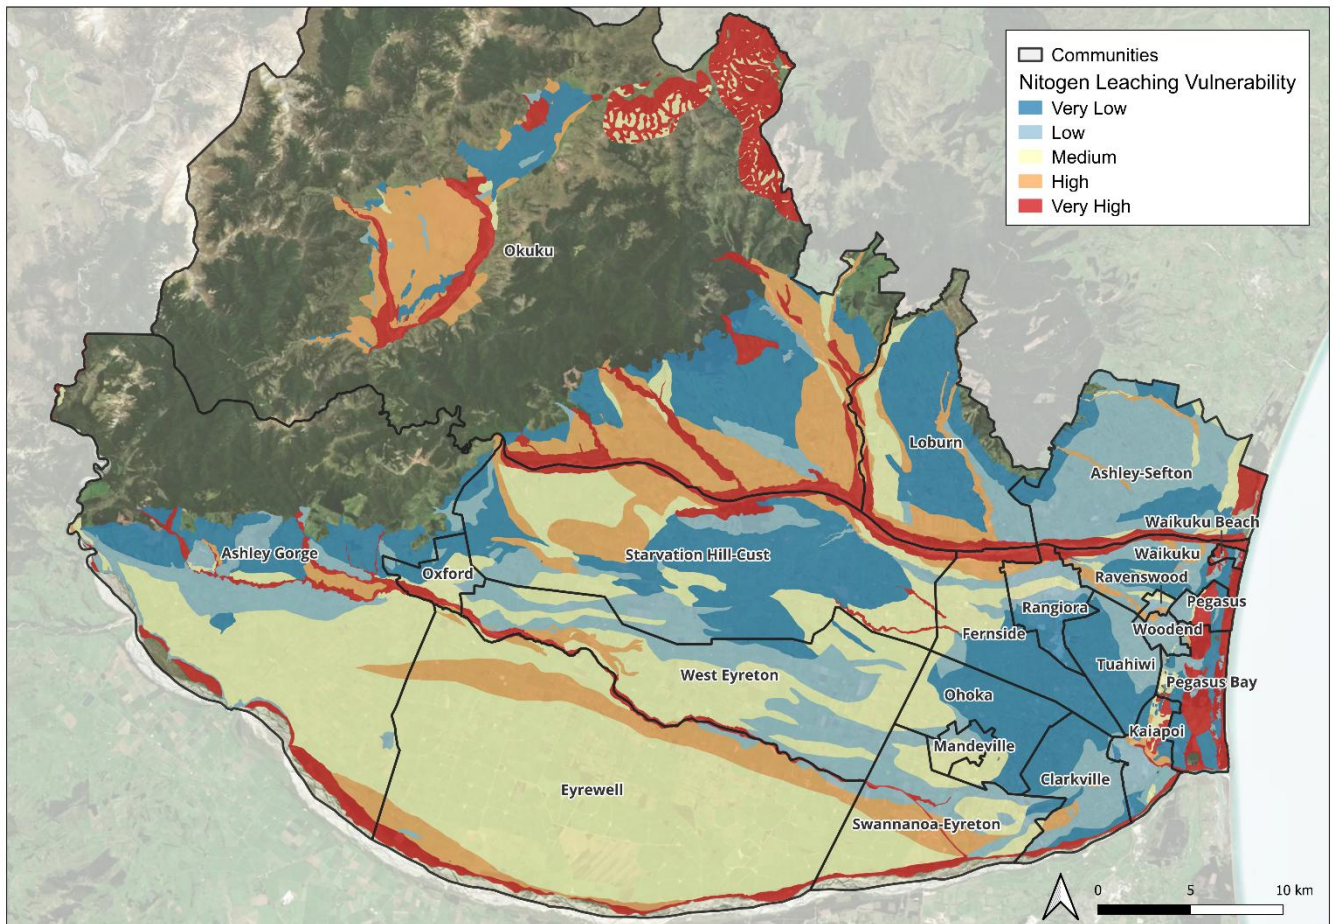 Communities
Nitogen Leaching Vulnerability
Very Low
Low
Medium
High
Very High
Okuku
Loburn
Ashley-Sefton
Waikuku Beach
Ashley Gorge
Starvation Hill-Cust
Waikuku
Oxford
Ravenswood
Rangiora
Pegasus
Fernside
Woodend
Tuahiwi
West Eyreton
Pegasus Bay
Ohoka
Kaiapoi
Mandeville
Clarkville
Eyrewell
Swannanoa-Eyreton
0 5 10 km